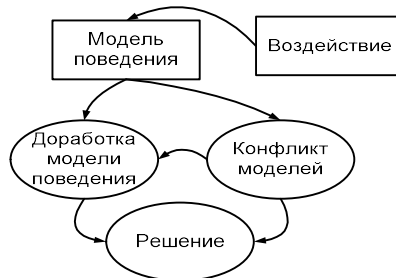 Модель
поведения
Воздействие
Доработка
модели
поведения
Конфликт
моделей
Решение